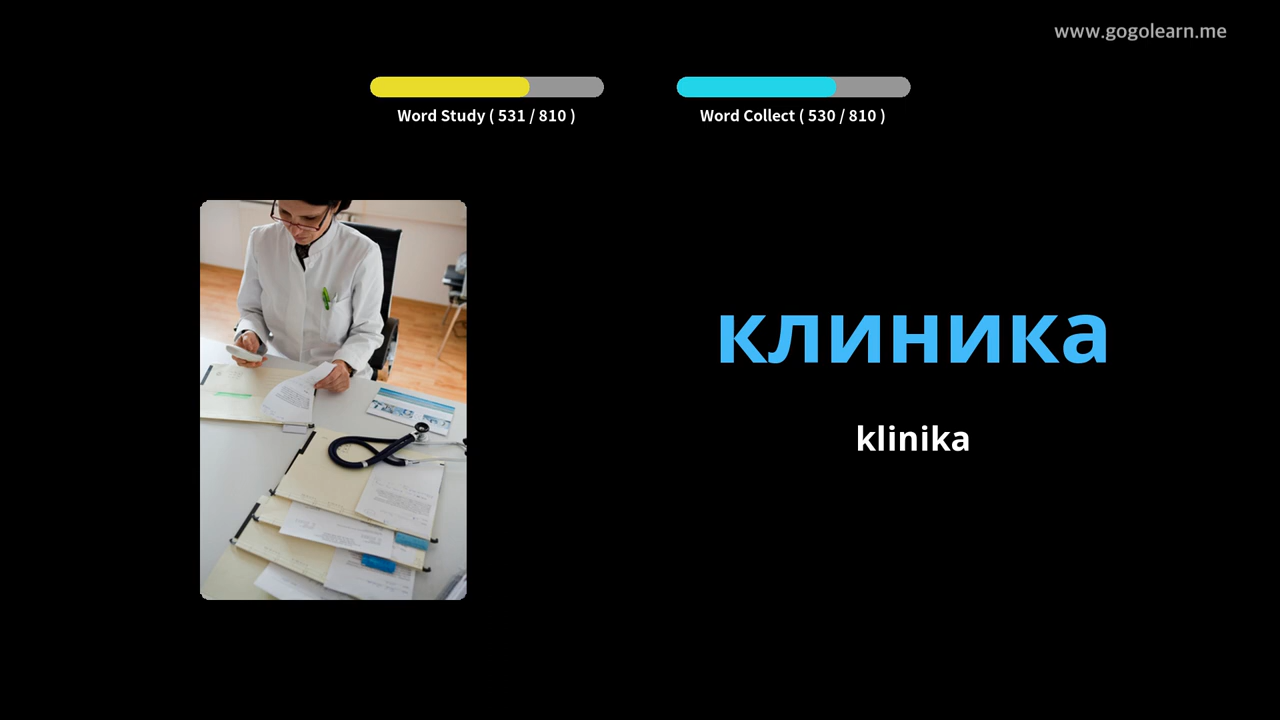 www.gogolearn.me
Word Study ( 531 / 810 )
Word Collect ( 530 / 810 )
клиника
klinika